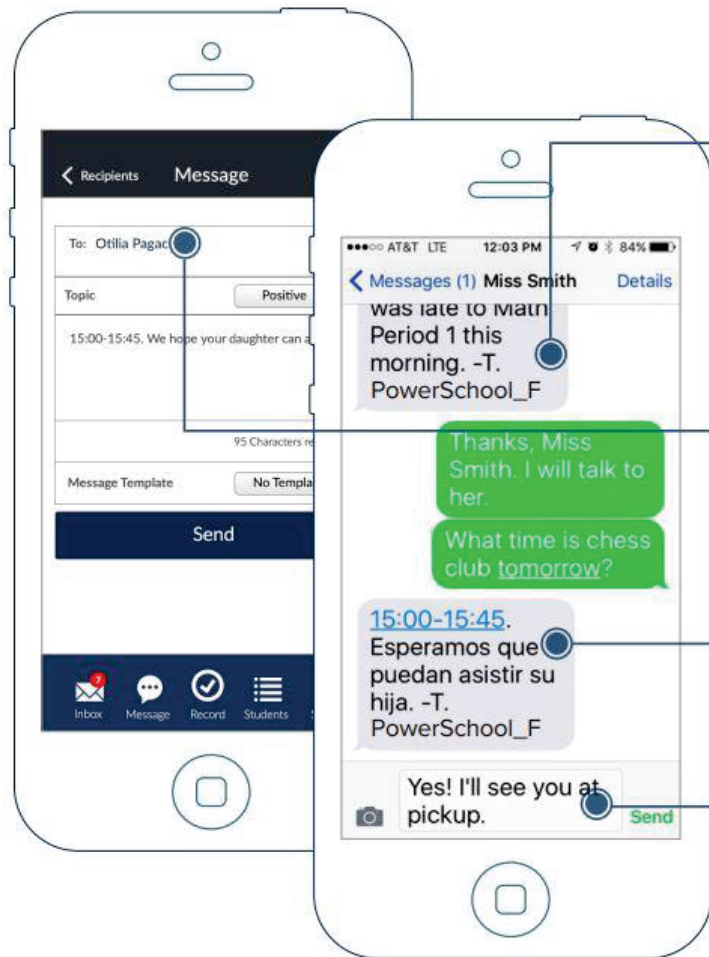 Recipients Message
To: Otilia Pagac
Topic Positive
15:00-15:45. We hope your daughter can a
95 Characters re
Message Template No Templa
Send
7
Inbox Message Record Students S
AT&T LTE 12:03 PM 84%
Messages (1) Miss Smith Details
was late to Math
Period 1 this
morning. -T.
PowerSchool_F
Thanks, Miss
Smith. I will talk to
her.
What time is chess
club tomorrow?
15:00-15:45.
Esperamos que
puedan asistir su
hija. -T.
PowerSchool_F
Yes! I'll see you at
pickup.
Send